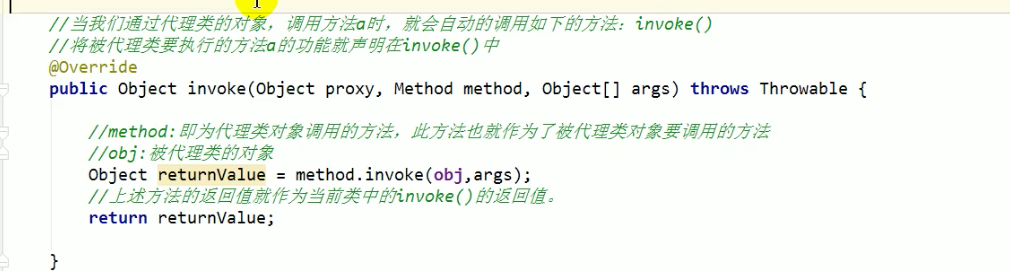 //当我们通过代理类的对象，调用方法a时，就会自动的调用如下的方法：invoke()
//将被代理类要执行的方法a的功能就声明在invoke()中
@Override
public Object invoke(Object proxy, Method method, Object[] args) throws Throwable {
//method:即为代理类对象调用的方法，此方法也就作为了被代理类对象要调用的方法
//obj:被代理类的对象
Object returnValue = method.invoke(obj,args);
//上述方法的返回值就作为当前类中的invoke()的返回值。
return returnValue;
}